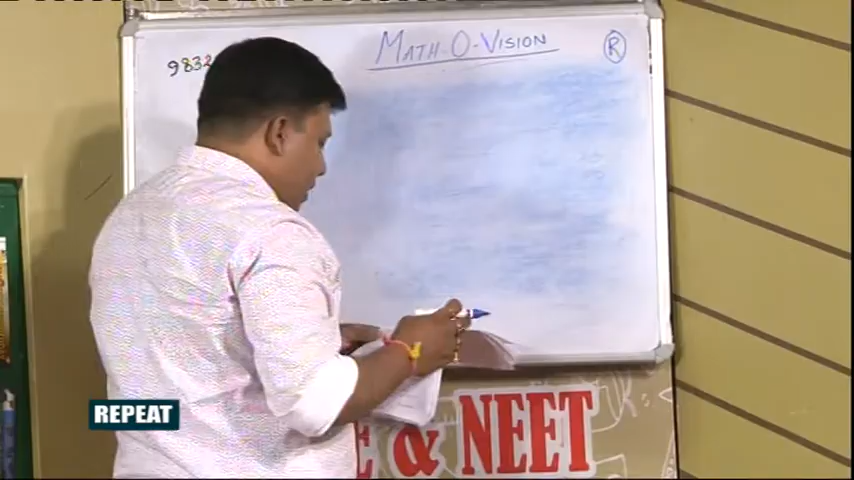 MATH-O-VISION
R
9832
REPEAT
E & NEET